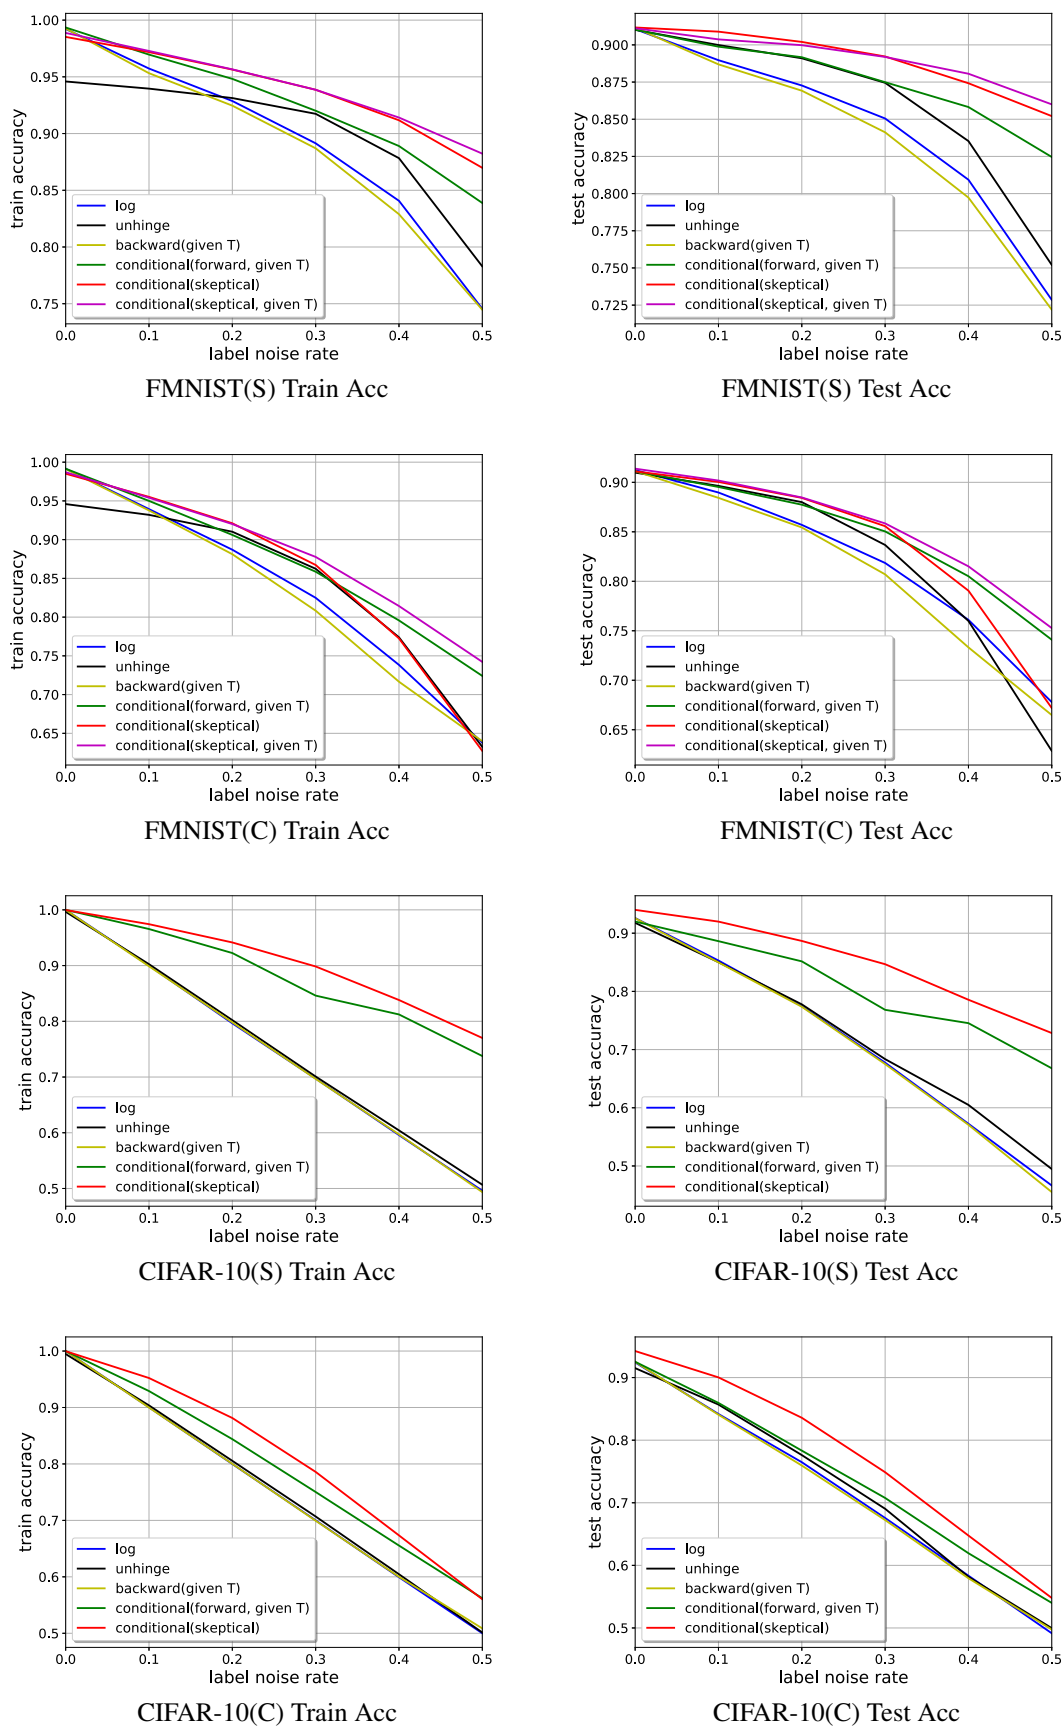 1.00
0.95
0.90
0.85
0.80
0.75
train accuracy
log
unhinge
backward(given T)
conditional(forward, given T)
conditional(skeptical)
conditional(skeptical, given T)
0.0 0.1 0.2 0.3 0.4 0.5
label noise rate
FMNIST(S) Train Acc
0.900
0.875
0.850
0.825
0.800
0.775
0.750
0.725
test accuracy
log
unhinge
backward(given T)
conditional(forward, given T)
conditional(skeptical)
conditional(skeptical, given T)
0.0 0.1 0.2 0.3 0.4 0.5
label noise rate
FMNIST(S) Test Acc
1.00
0.95
0.90
0.85
0.80
0.75
0.70
0.65
train accuracy
log
unhinge
backward(given T)
conditional(forward, given T)
conditional(skeptical)
conditional(skeptical, given T)
0.0 0.1 0.2 0.3 0.4 0.5
label noise rate
FMNIST(C) Train Acc
0.90
0.85
0.80
0.75
0.70
0.65
test accuracy
log
unhinge
backward(given T)
conditional(forward, given T)
conditional(skeptical)
conditional(skeptical, given T)
0.0 0.1 0.2 0.3 0.4 0.5
label noise rate
FMNIST(C) Test Acc
1.0
0.9
0.8
0.7
0.6
0.5
train accuracy
log
unhinge
backward(given T)
conditional(forward, given T)
conditional(skeptical)
0.0 0.1 0.2 0.3 0.4 0.5
label noise rate
CIFAR-10(S) Train Acc
0.9
0.8
0.7
0.6
0.5
test accuracy
log
unhinge
backward(given T)
conditional(forward, given T)
conditional(skeptical)
0.0 0.1 0.2 0.3 0.4 0.5
label noise rate
CIFAR-10(S) Test Acc
1.0
0.9
0.8
0.7
0.6
0.5
train accuracy
log
unhinge
backward(given T)
conditional(forward, given T)
conditional(skeptical)
0.0 0.1 0.2 0.3 0.4 0.5
label noise rate
CIFAR-10(C) Train Acc
0.9
0.8
0.7
0.6
0.5
test accuracy
log
unhinge
backward(given T)
conditional(forward, given T)
conditional(skeptical)
0.0 0.1 0.2 0.3 0.4 0.5
label noise rate
CIFAR-10(C) Test Acc